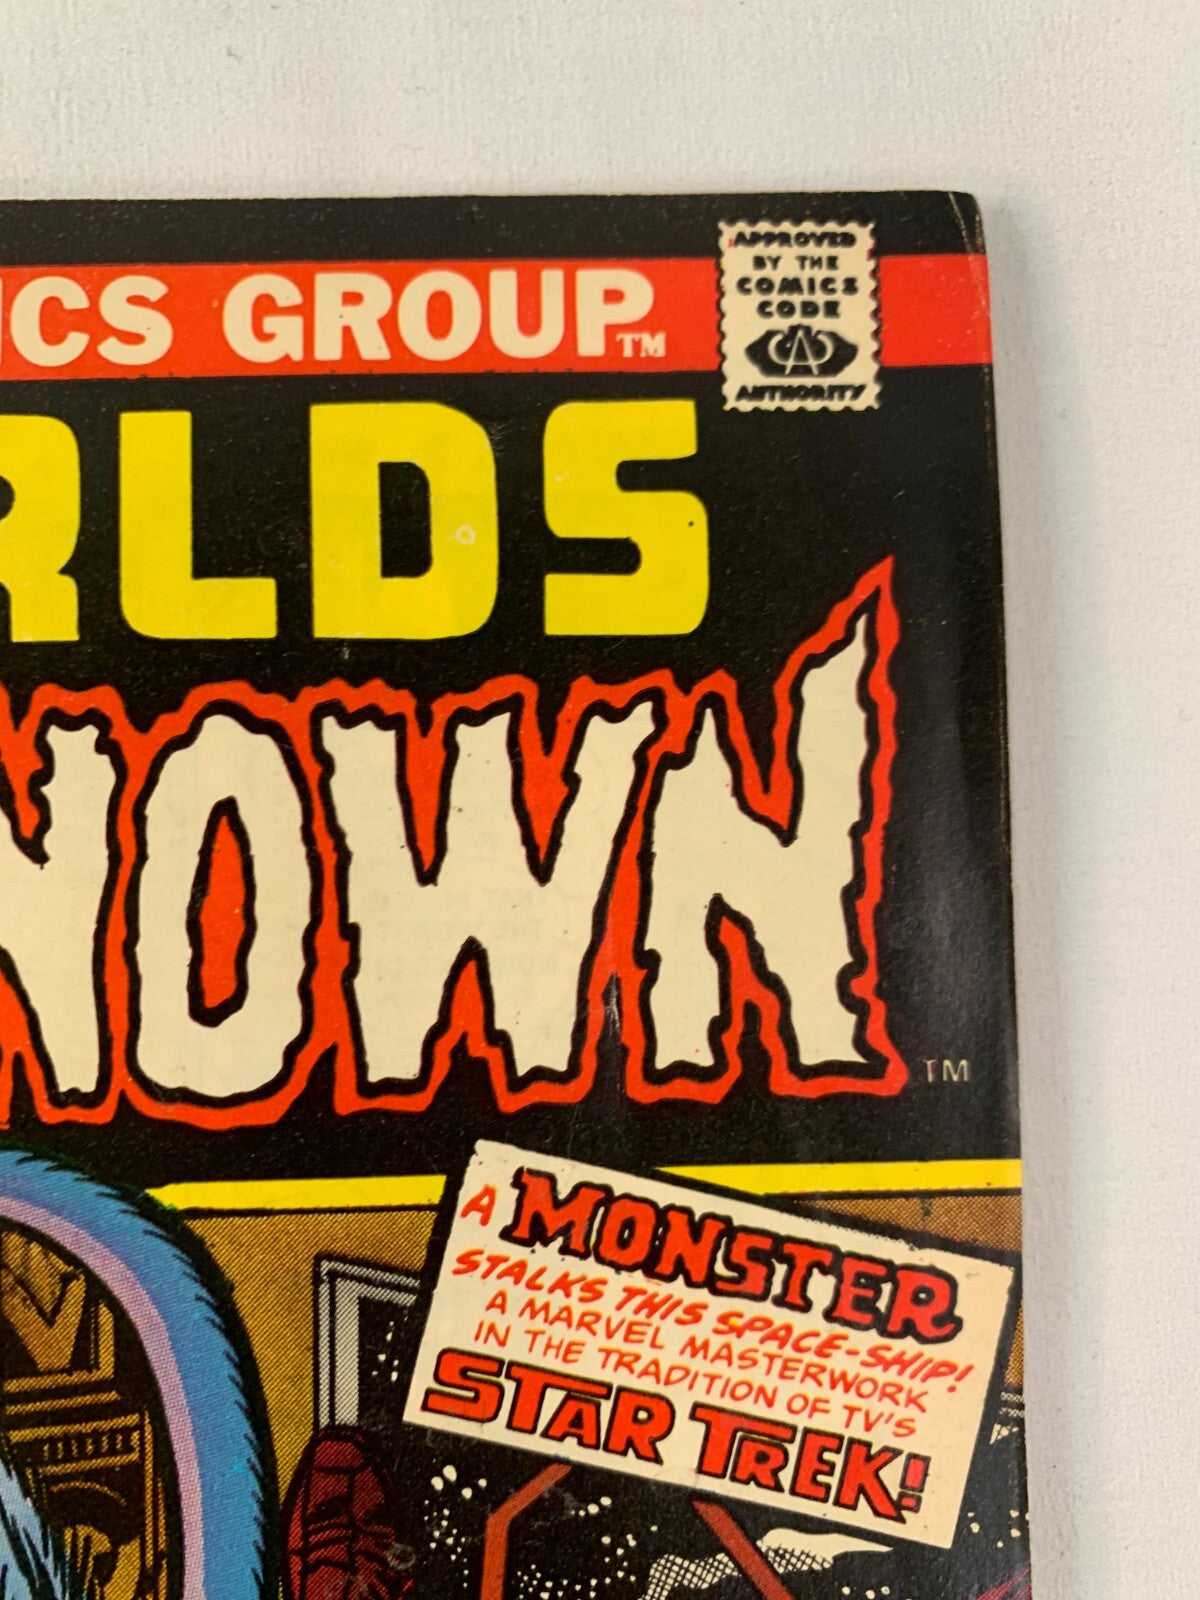 APPROVED
BY THE
COMICS
CODE
AUTHORITY
ICS GROUP TM
RLDS
NOWN TM
A MONSTER
STALKS THIS SPACE-SHIP!
A MARVEL MASTERWORK
IN THE TRADITION OF TV'S
STAR TREK!